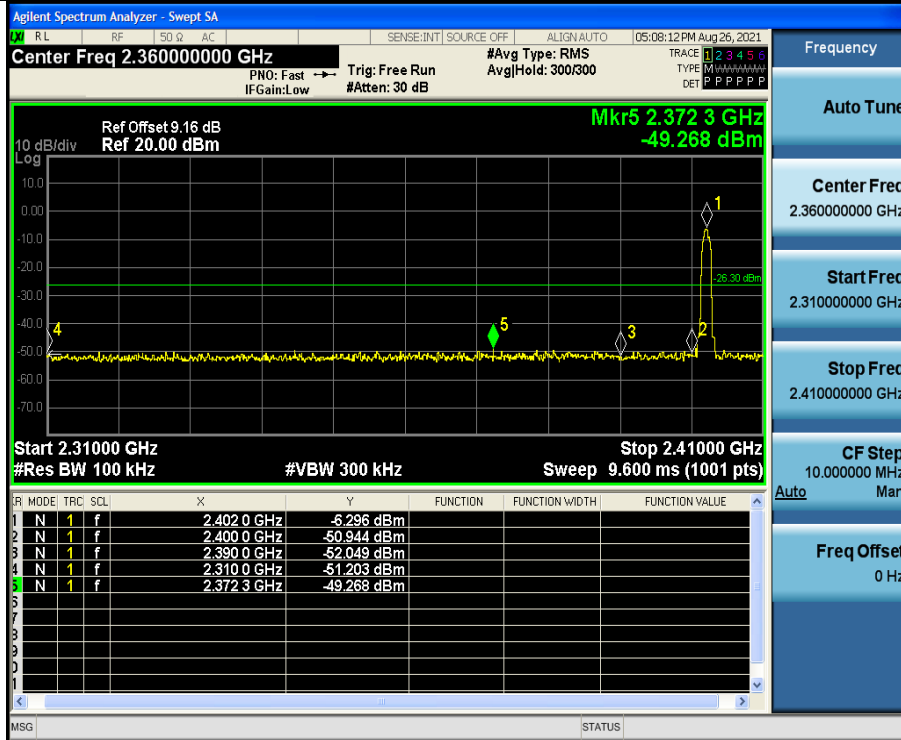 Agilent Spectrum Analyzer - Swept SA
LXI RL RF 50 Ω AC SENSE:INT SOURCE OFF ALIGN AUTO 05:08:12 PM Aug 26, 2021
Center Freq 2.360000000 GHz
PNO: Fast
IFGain:Low
Trig: Free Run
#Atten: 30 dB
#Avg Type: RMS
Avg|Hold: 300/300
TRACE 1 2 3 4 5 6
TYPE M
DET P P P P P P
Mkr5 2.372 3 GHz
-49.268 dBm
Ref Offset 9.16 dB
10 dB/div Ref 20.00 dBm
Log
10.0
0.00
-10.0
-20.0
-30.0
-40.0
-50.0
-60.0
-70.0
1
-26.30 dBm
4
5
3
2
Start 2.31000 GHz Stop 2.41000 GHz
#Res BW 100 kHz #VBW 300 kHz Sweep 9.600 ms (1001 pts)
MODE TRC SCL X Y FUNCTION FUNCTION WIDTH FUNCTION VALUE
1 N 1 f 2.402 0 GHz -6.296 dBm
2 N 1 f 2.400 0 GHz -50.944 dBm
3 N 1 f 2.390 0 GHz -52.049 dBm
4 N 1 f 2.310 0 GHz -51.203 dBm
5 N 1 f 2.372 3 GHz -49.268 dBm
6
7
8
9
MSG STATUS
Frequency
Auto Tune
Center Freq
2.360000000 GHz
Start Freq
2.310000000 GHz
Stop Freq
2.410000000 GHz
CF Step
10.000000 MHz
Auto Man
Freq Offset
0 Hz